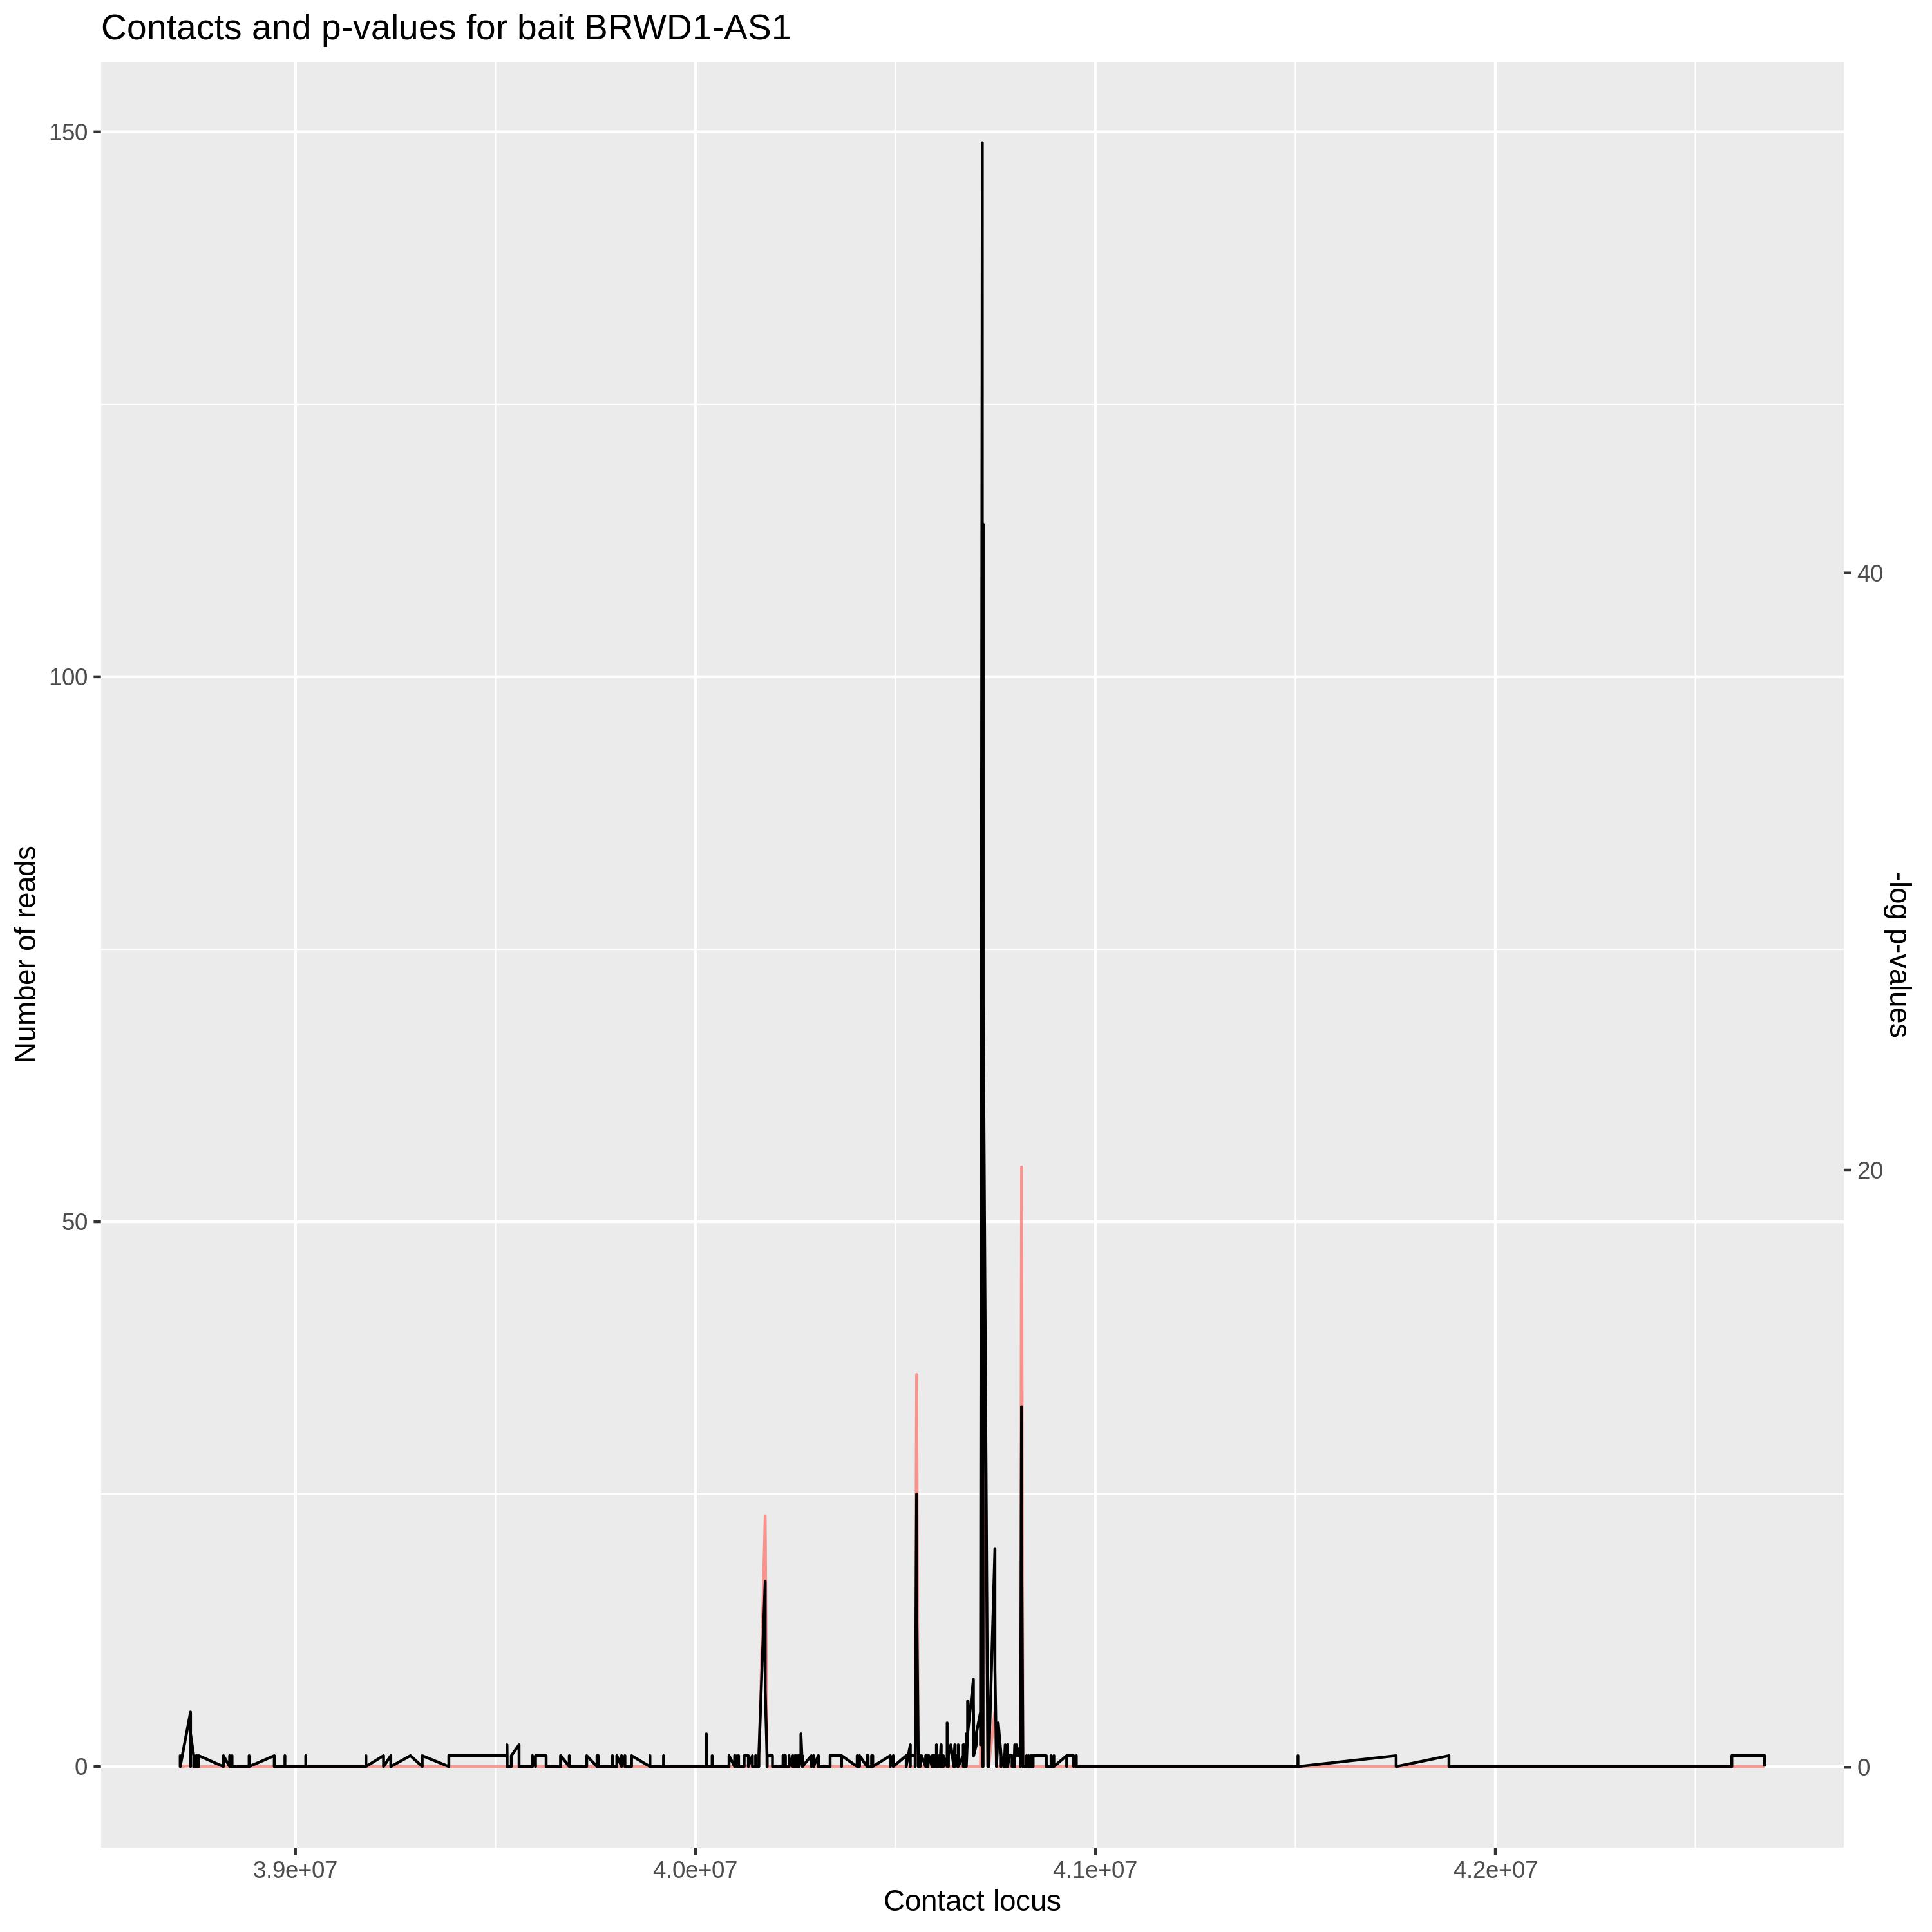 Contacts and p-values for bait BRWD1-AS1
150
100
50
0
Number of reads
40
20
0
-log p-values
3.9e+07
4.0e+07
4.1e+07
4.2e+07
Contact locus